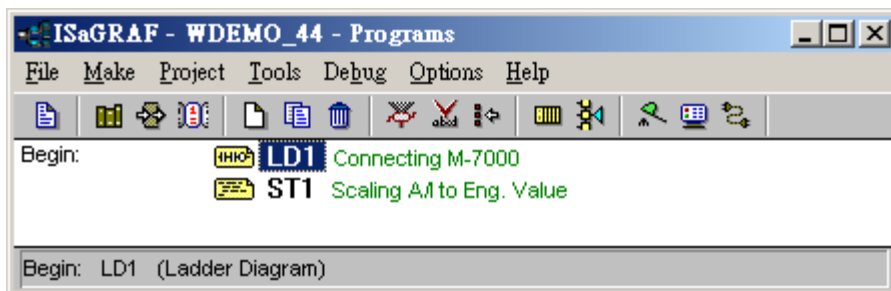 ISaGRAF - WDEMO_44 - Programs
File Make Project Tools Debug Options Help
Begin: LD1 Connecting M-7000
ST1 Scaling A/I to Eng. Value
Begin: LD1 (Ladder Diagram)